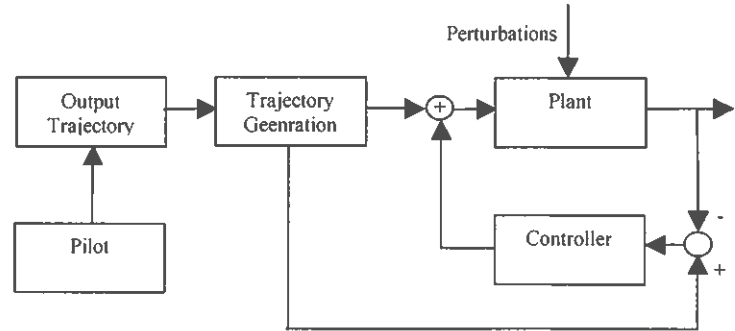 Perturbations
Output
Trajectory
Trajectory
Geenration
+
Plant
Pilot
Controller
-
+